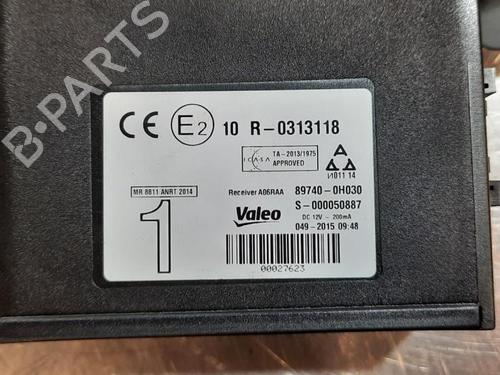 B-PARTS
CE E2 10 R-0313118
ICASA TA-2013/1975
APPROVED
И011 14
MR 8811 ANRT 2014
Receiver A06RAA 89740-0H030
S-000050887
1
Valeo
DC 12V - 200mA
049-2015 09:48
00027623